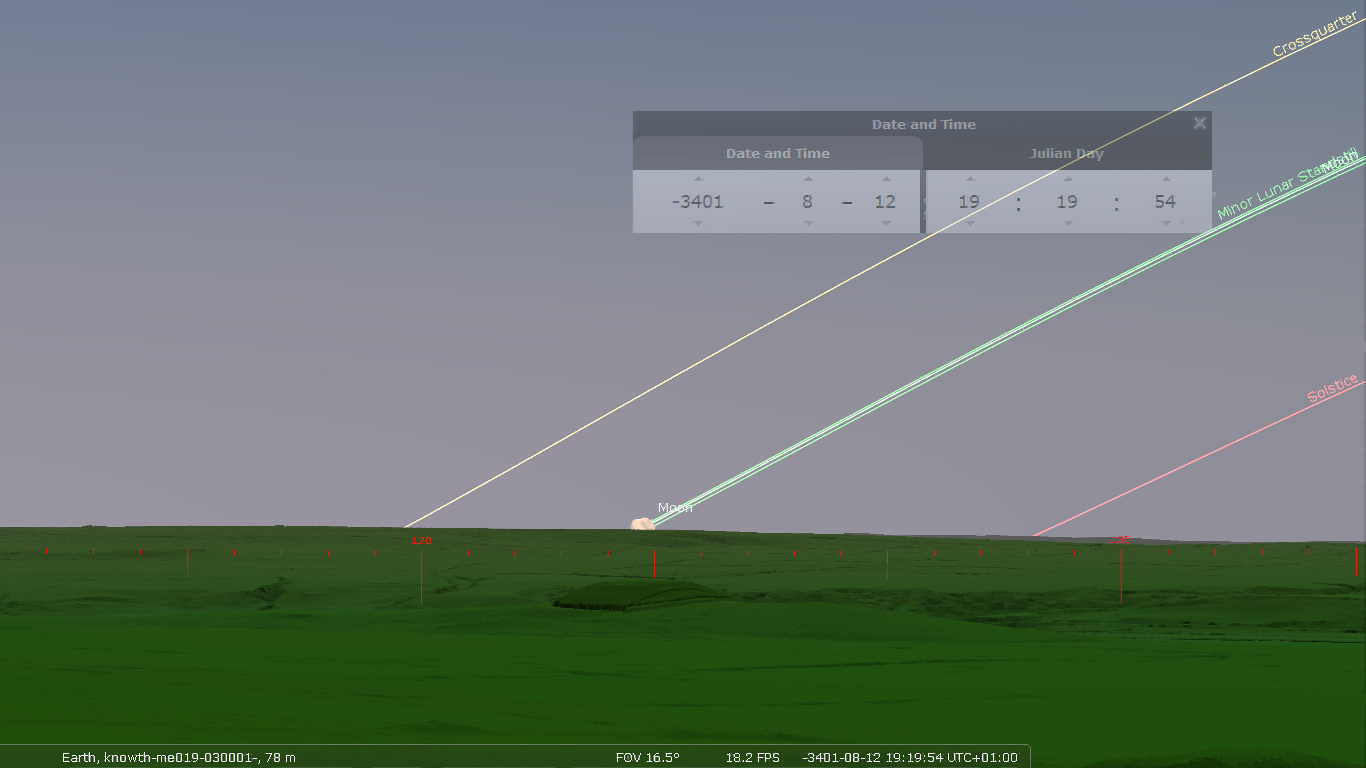 Crossquarter
Date and Time
Date and Time
Julian Day
-3401 – 8 – 12
19 : 19 : 54
Moon
Minor Lunar
Solstice
Moon
120
Earth, knowth-me019-030001-, 78 m
FOV 16.5°
18.2 FPS
-3401-08-12 19:19:54 UTC+01:00